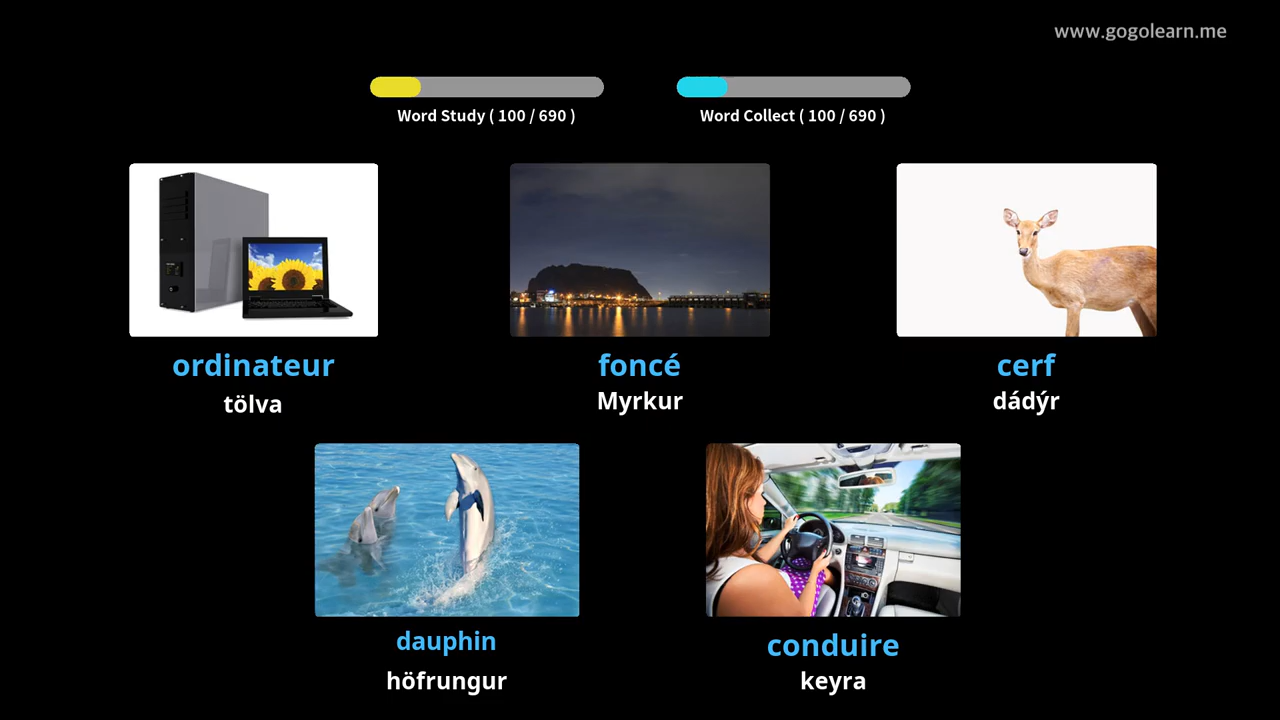 www.gogolearn.me
Word Study ( 100 / 690 )
Word Collect ( 100 / 690 )
ordinateur
tölva
foncé
Myrkur
cerf
dádýr
dauphin
höfrungur
conduire
keyra